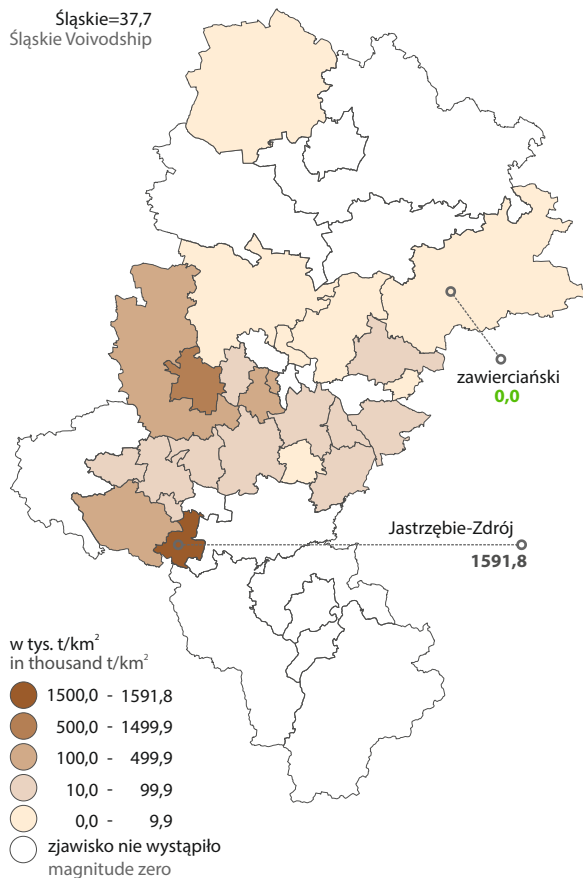 Śląskie=37,7
Śląskie Voivodship
zawierciański
0,0
Jastrzębie-Zdrój
1591,8
w tys. t/km²
in thousand t/km²
1500,0 - 1591,8
500,0 - 1499,9
100,0 - 499,9
10,0 - 99,9
0,0 - 9,9
zjawisko nie wystąpiło
magnitude zero